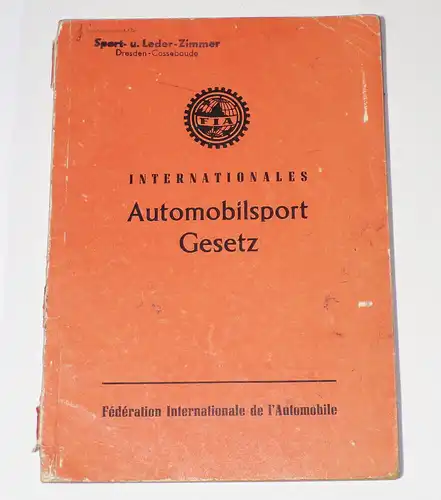 Sport- u. Leder-Zimmer
Dresden-Cossebaude
FIA
INTERNATIONALES
Automobilsport
Gesetz
Fédération Internationale de l'Automobile